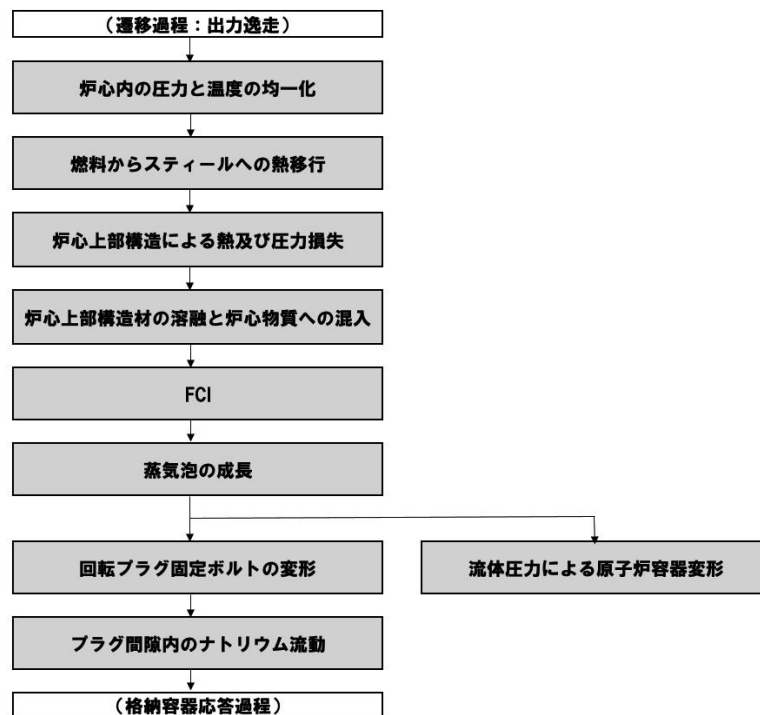 (遷移過程：出力逸走)
炉心内の圧力と温度の均一化
燃料からスティールへの熱移行
炉心上部構造による熱及び圧力損失
炉心上部構造材の溶融と炉心物質への混入
FCI
蒸気泡の成長
回転プラグ固定ボルトの変形
流体圧力による原子炉容器変形
プラグ間隙内のナトリウム流動
(格納容器応答過程)